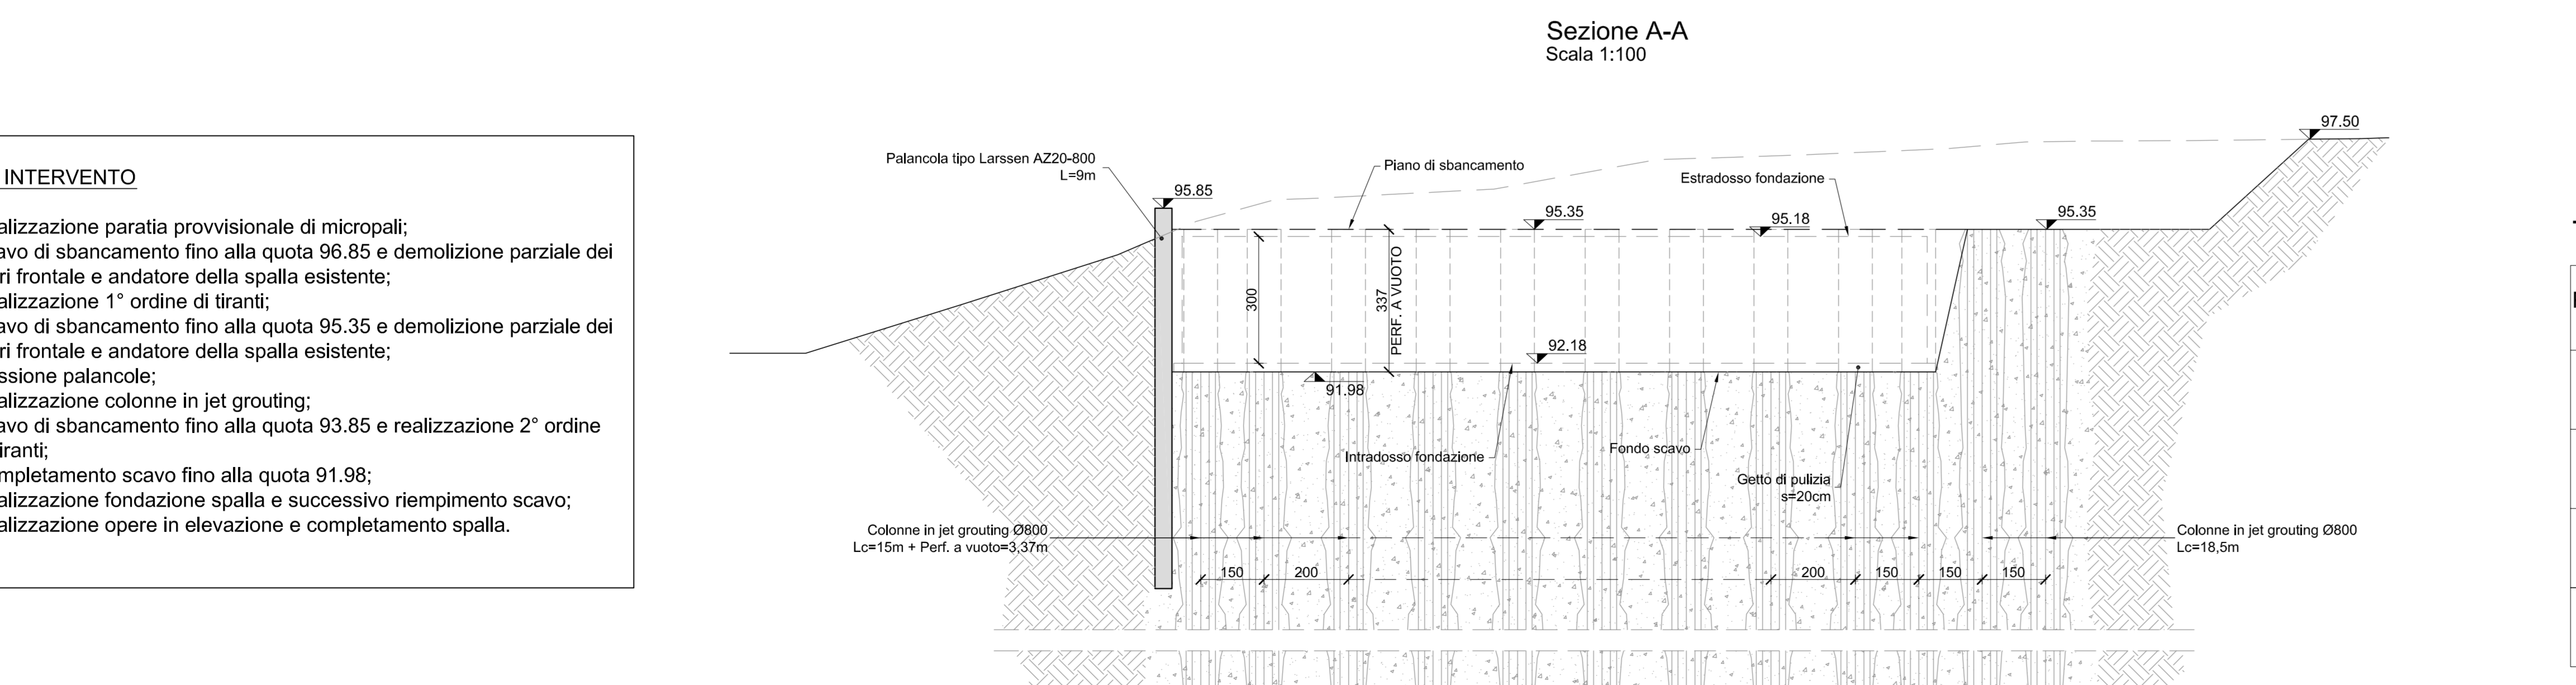 Sezione A-A
Scala 1:100
INTERVENTO
alizzazione paratia provvisionale di micropali;
avo di sbancamento fino alla quota 96.85 e demolizione parziale dei
ri frontale e andatore della spalla esistente;
alizzazione 1° ordine di tiranti;
avo di sbancamento fino alla quota 95.35 e demolizione parziale dei
ri frontale e andatore della spalla esistente;
ssione palancole;
alizzazione colonne in jet grouting;
avo di sbancamento fino alla quota 93.85 e realizzazione 2° ordine
iranti;
mpletamento scavo fino alla quota 91.98;
alizzazione fondazione spalla e successivo riempimento scavo;
alizzazione opere in elevazione e completamento spalla.
97.50
Palancola tipo Larssen AZ20-800
L=9m
Piano di sbancamento
Estradosso fondazione
95.85
95.35
95.18
95.35
300
337
PERF. A VUOTO
92.18
91.98
Intradosso fondazione
Fondo scavo
Getto di pulizia
s=20cm
Colonne in jet grouting Ø800
Lc=15m + Perf. a vuoto=3,37m
Colonne in jet grouting Ø800
Lc=18,5m
150
200
200
150
150
150